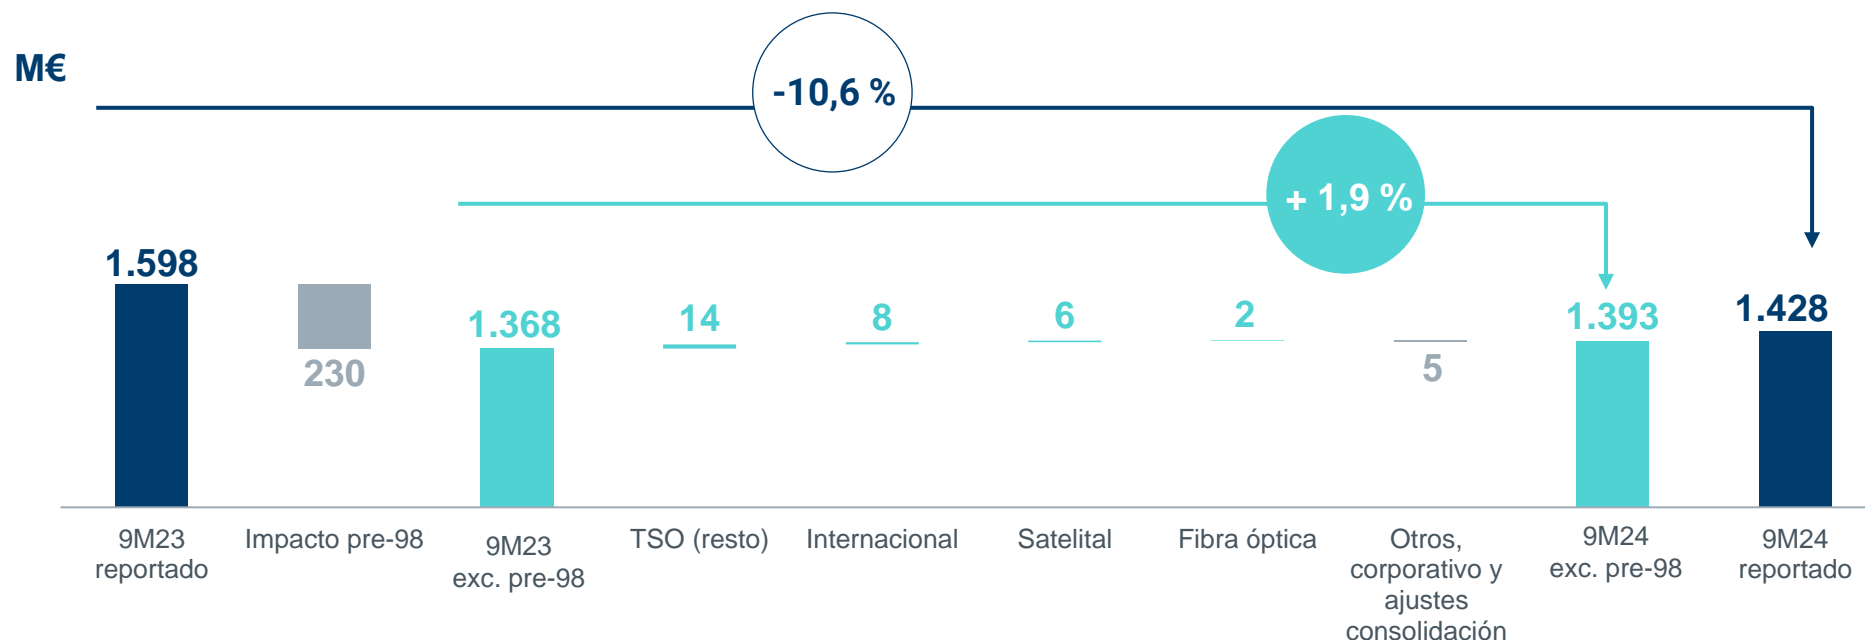 M€
-10,6 %
+ 1,9 %
1.598
230
1.368
14
8
6
2
5
1.393
1.428
9M23
reportado
Impacto pre-98
9M23
exc. pre-98
TSO (resto)
Internacional
Satelital
Fibra óptica
Otros,
corporativo y
ajustes
consolidación
9M24
exc. pre-98
9M24
reportado